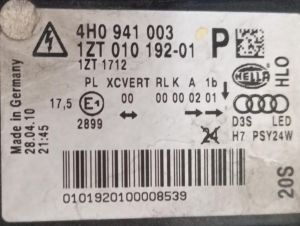 4H0 941 003
1ZT 010 192-01
1ZT 1712
P
HELLA
HLO
PL XCVERT RLK A 1b
17,5 E1 00 00 00 02 01
2899
24
D3S LED
H7 PSY24W
Made in Germany
28.04.10
21:45
0101920100008539
20S